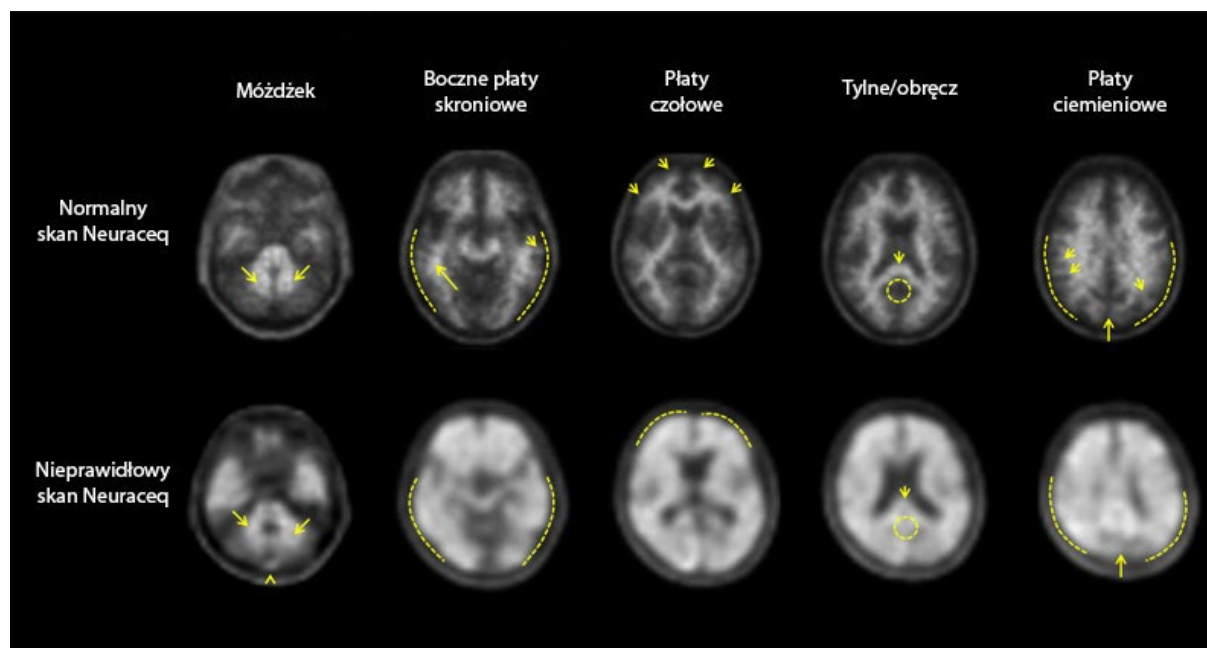 Móżdżek
Boczne płaty
skroniowe
Płaty
czołowe
Tylne/obręcz
Płaty
ciemieniowe
Normalny
skan Neuraceq
Nieprawidłowy
skan Neuraceq